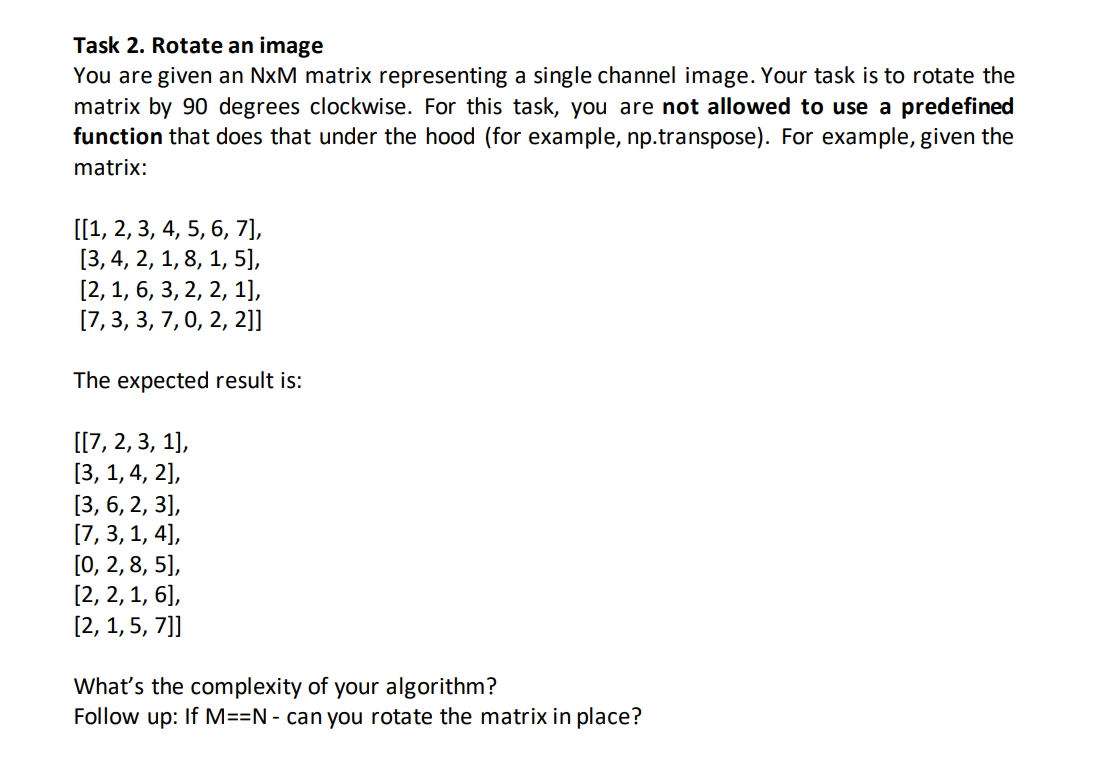 Task 2. Rotate an image
You are given an NxM matrix representing a single channel image. Your task is to rotate the
matrix by 90 degrees clockwise. For this task, you are not allowed to use a predefined
function that does that under the hood (for example, np.transpose). For example, given the
matrix:
[[1, 2, 3, 4, 5, 6, 7],
[3, 4, 2, 1, 8, 1, 5],
[2, 1, 6, 3, 2, 2, 1],
[7, 3, 3, 7, 0, 2, 2]]
The expected result is:
[[7, 2, 3, 1],
[3, 1, 4, 2],
[3, 6, 2, 3],
[7, 3, 1, 4],
[0, 2, 8, 5],
[2, 2, 1, 6],
[2, 1, 5, 7]]
What’s the complexity of your algorithm?
Follow up: If M==N - can you rotate the matrix in place?